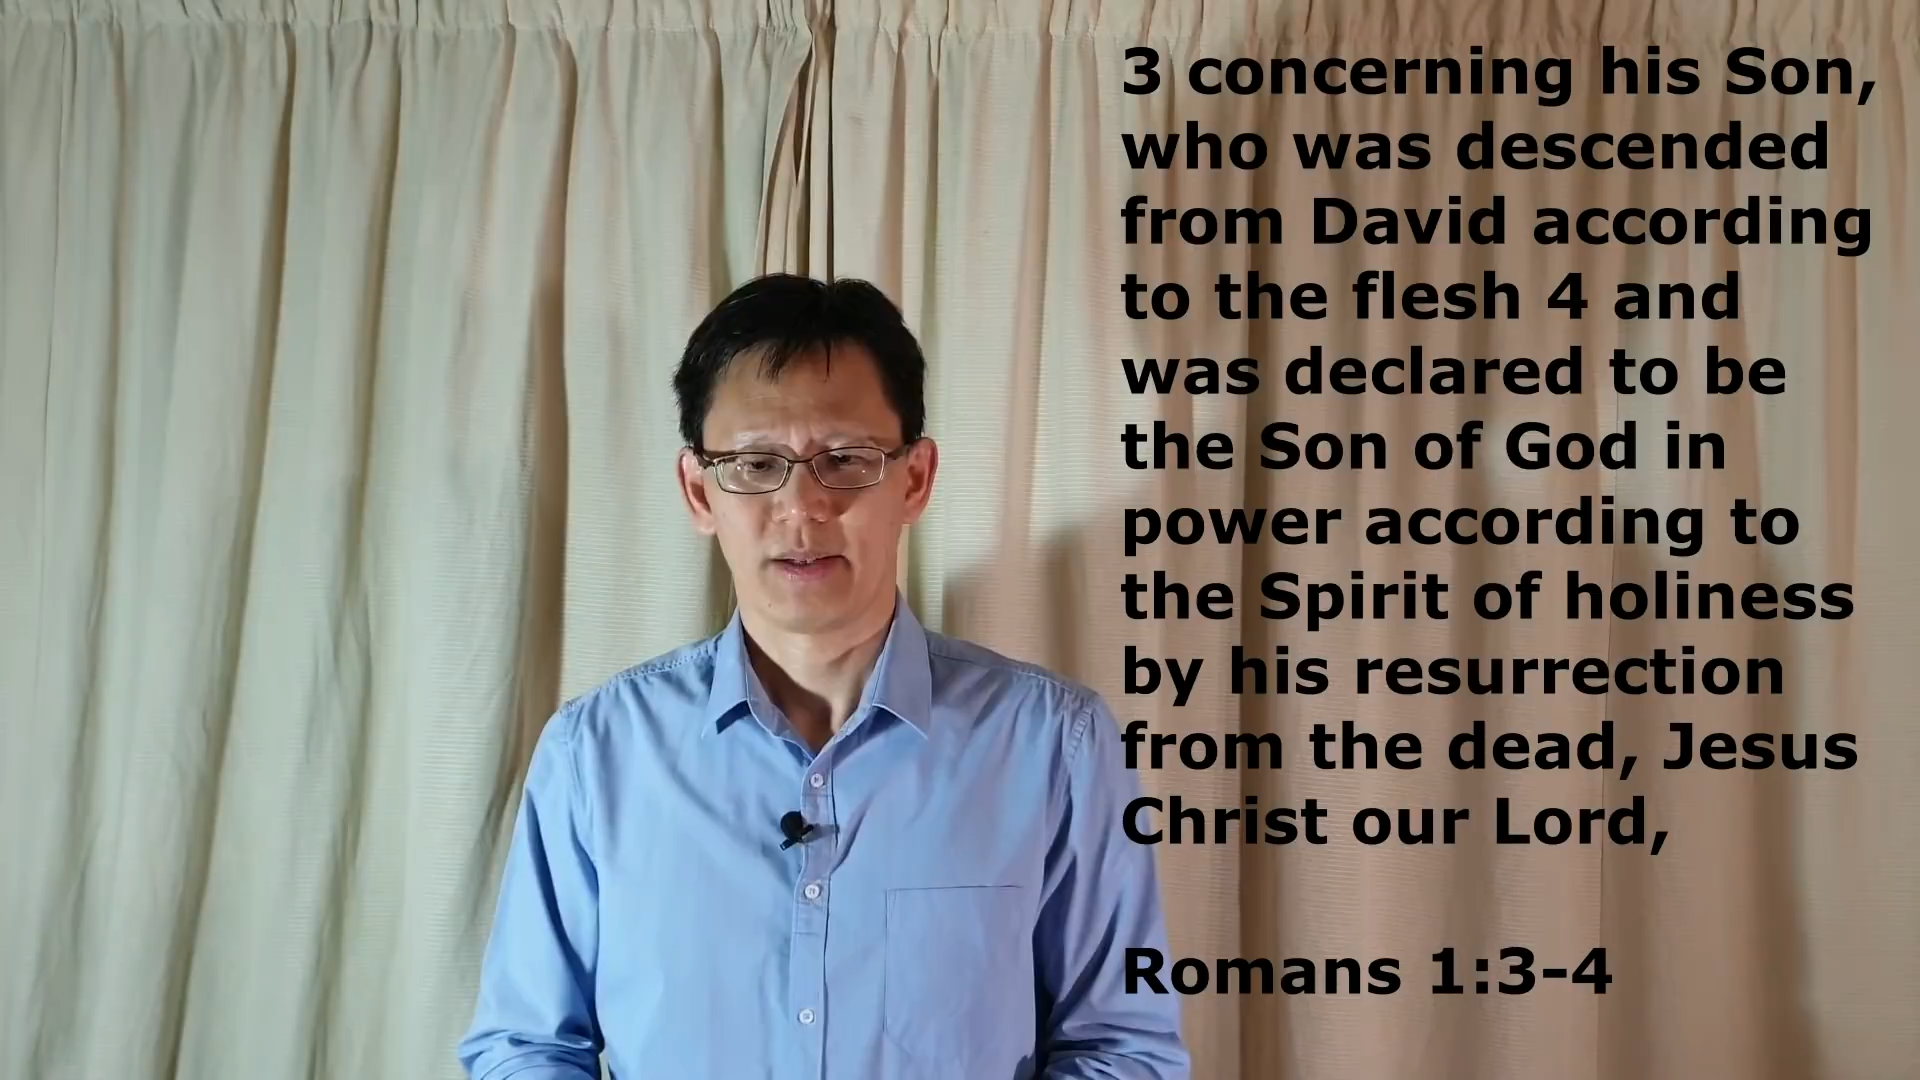 3 concerning his Son,
who was descended
from David according
to the flesh 4 and
was declared to be
the Son of God in
power according to
the Spirit of holiness
by his resurrection
from the dead, Jesus
Christ our Lord,
Romans 1:3-4